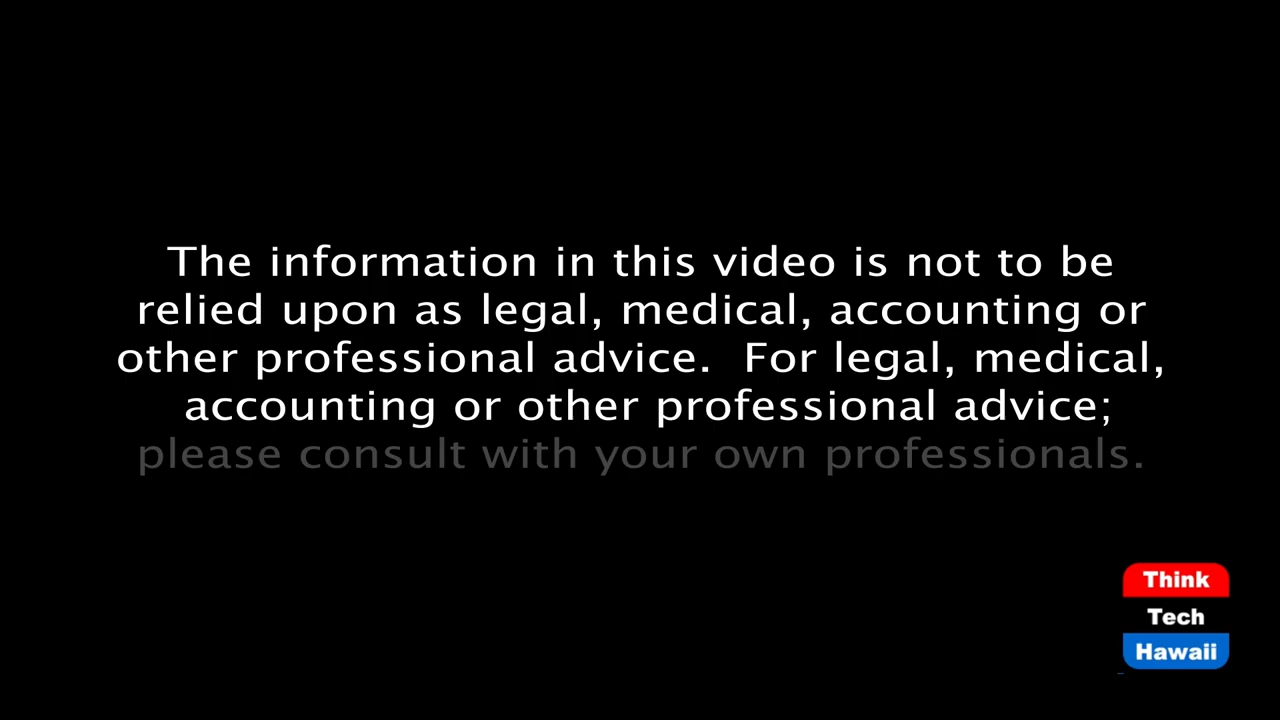 The information in this video is not to be
relied upon as legal, medical, accounting or
other professional advice.  For legal, medical,
accounting or other professional advice;
please consult with your own professionals.
Think
Tech
Hawaii